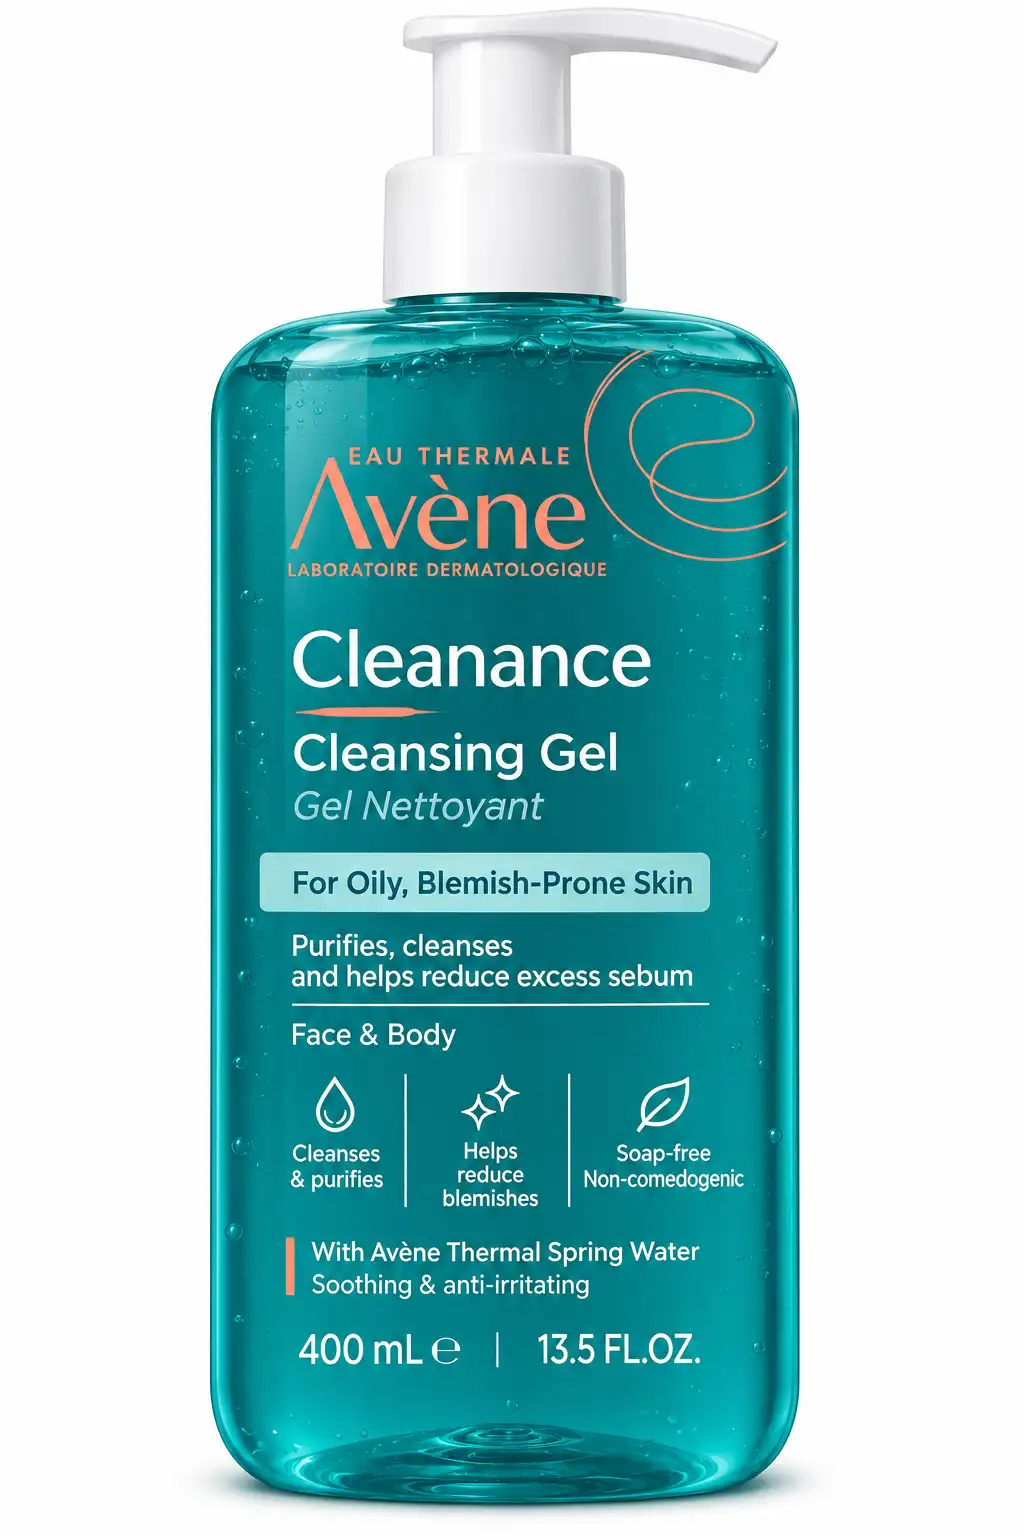 EAU THERMALE
Avène
LABORATOIRE DERMATOLOGIQUE
Cleanance
Cleansing Gel
Gel Nettoyant
For Oily, Blemish-Prone Skin
Purifies, cleanses
and helps reduce excess sebum
Face & Body
Cleanses
& purifies
Helps
reduce
blemishes
Soap-free
Non-comedogenic
With Avène Thermal Spring Water
Soothing & anti-irritating
400 mL ℮ | 13.5 FL.OZ.